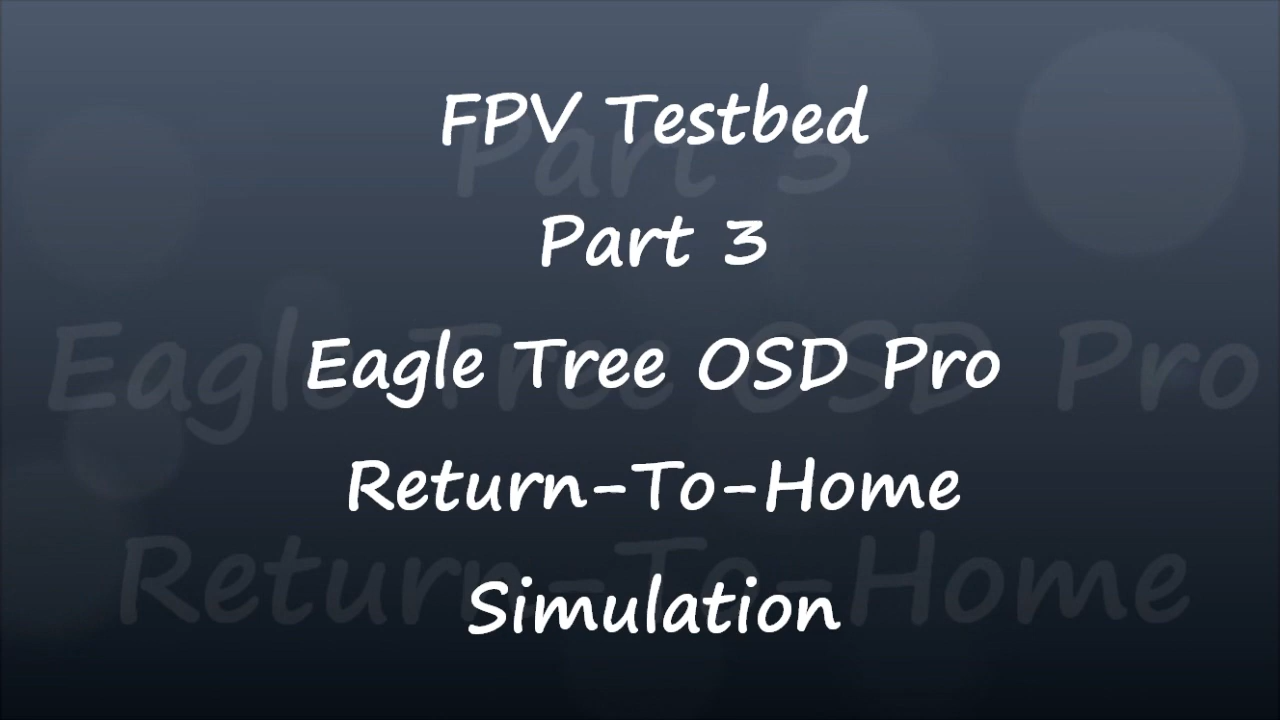 FPV Testbed
Part 3
Eagle Tree OSD Pro
Return-To-Home
Simulation